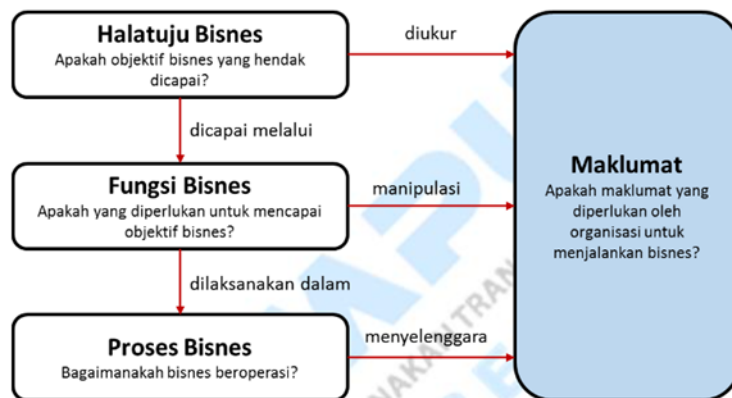 Halatuju Bisnes
Apakah objektif bisnes yang hendak
dicapai?
diukur
dicapai melalui
Fungsi Bisnes
Apakah yang diperlukan untuk mencapai
objektif bisnes?
manipulasi
Maklumat
Apakah maklumat yang
diperlukan oleh
organisasi untuk
menjalankan bisnes?
dilaksanakan dalam
Proses Bisnes
Bagaimanakah bisnes beroperasi?
menyelenggara